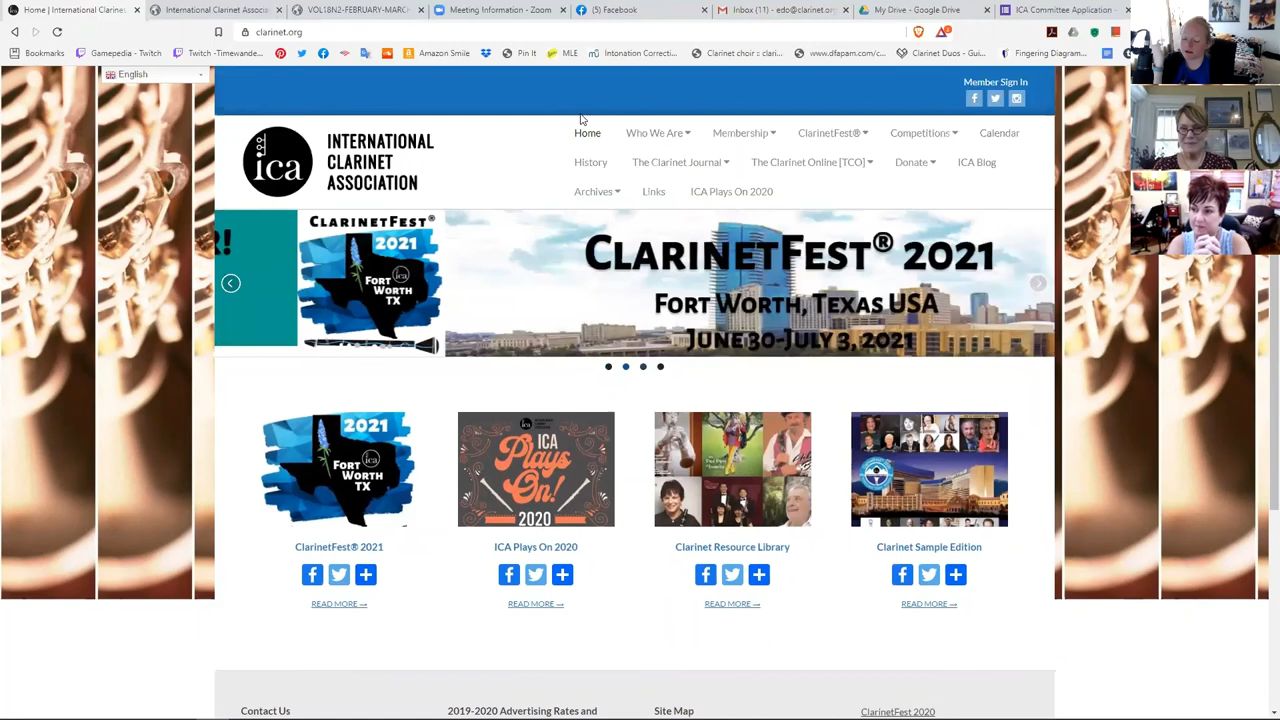 Home | International Clarinet
International Clarinet Associa
VOL18N2-FEBRUARY-MARCH
Meeting Information - Zoom
(5) Facebook
Inbox (11) - edo@clarinet.org
My Drive - Google Drive
ICA Committee Application -
clarinet.org
Bookmarks
Gamepedia - Twitch
Twitch -Timewande...
Amazon Smile
Pin It
MLE
Intonation Correcti...
Clarinet choir :: clari...
www.dfapam.com/c...
Clarinet Duos - Gui...
Fingering Diagram...
English
Member Sign In
ica
INTERNATIONAL
CLARINET
ASSOCIATION
Home
Who We Are
Membership
ClarinetFest®
Competitions
Calendar
History
The Clarinet Journal
The Clarinet Online [TCO]
Donate
ICA Blog
Archives
Links
ICA Plays On 2020
R!
CLARINETFEST®
2021
ica
FORT WORTH
TX
CLARINETFEST® 2021
FORT WORTH, TEXAS USA
JUNE 30-JULY 3, 2021
2021
ica
FORT WORTH
TX
ICA
Plays
On!
2020
ClarinetFest® 2021
ICA Plays On 2020
Clarinet Resource Library
Clarinet Sample Edition
READ MORE →
READ MORE →
READ MORE →
READ MORE →
Contact Us
2019-2020 Advertising Rates and
Site Map
ClarinetFest 2020